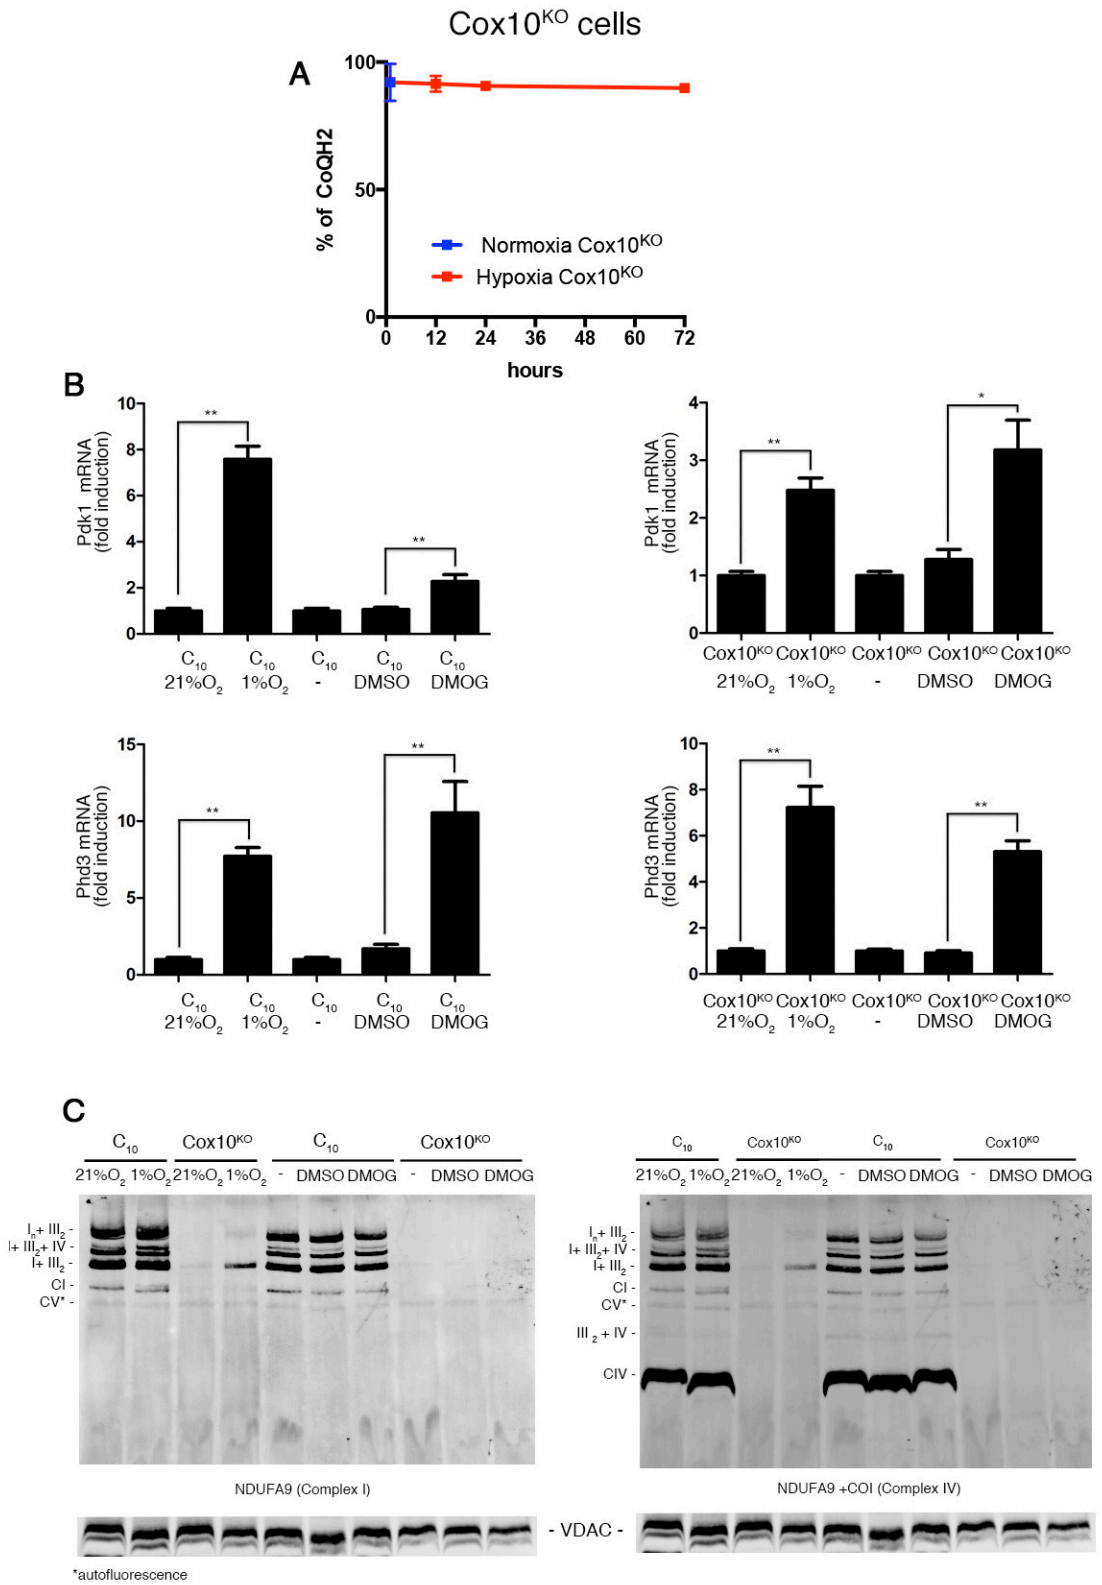 Cox10KO cells
A
100
50
0
% of CoQH2
Normoxia Cox10KO
Hypoxia Cox10KO
0 12 24 36 48 60 72
hours
B
Pdk1 mRNA
(fold induction)
10
8
6
4
2
0
**
**
C10 C10 C10 C10 C10
21%O2 1%O2 - DMSO DMOG
Pdk1 mRNA
(fold induction)
4
3
2
1
0
**
*
Cox10KO Cox10KO Cox10KO Cox10KO Cox10KO
21%O2 1%O2 - DMSO DMOG
Phd3 mRNA
(fold induction)
15
10
5
0
**
**
C10 C10 C10 C10 C10
21%O2 1%O2 - DMSO DMOG
Phd3 mRNA
(fold induction)
10
8
6
4
2
0
**
**
Cox10KO Cox10KO Cox10KO Cox10KO Cox10KO
21%O2 1%O2 - DMSO DMOG
C
C10 Cox10KO C10 Cox10KO
21%O2 1%O2 21%O2 1%O2 - DMSO DMOG - DMSO DMOG
In+ III2 -
I+ III2+ IV -
I+ III2 -
CI -
CV* -
NDUFA9 (Complex I)
C10 Cox10KO C10 Cox10KO
21%O2 1%O2 21%O2 1%O2 - DMSO DMOG - DMSO DMOG
In+ III2 -
I+ III2+ IV -
I+ III2 -
CI -
CV* -
III2 + IV -
CIV -
NDUFA9 +COI (Complex IV)
- VDAC -
*autofluorescence